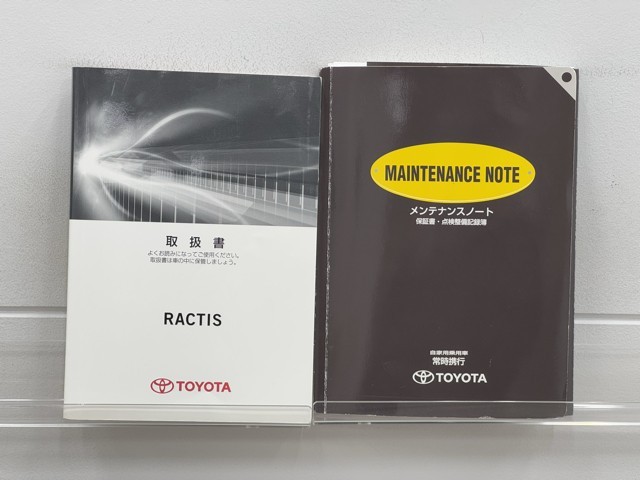 取扱書
よくお読みになってご使用ください。
取扱書は車の中に保管しましょう。
RACTIS
TOYOTA
MAINTENANCE NOTE
メンテナンスノート
保証書・点検整備記録簿
自家用乗用車
常時携行
TOYOTA